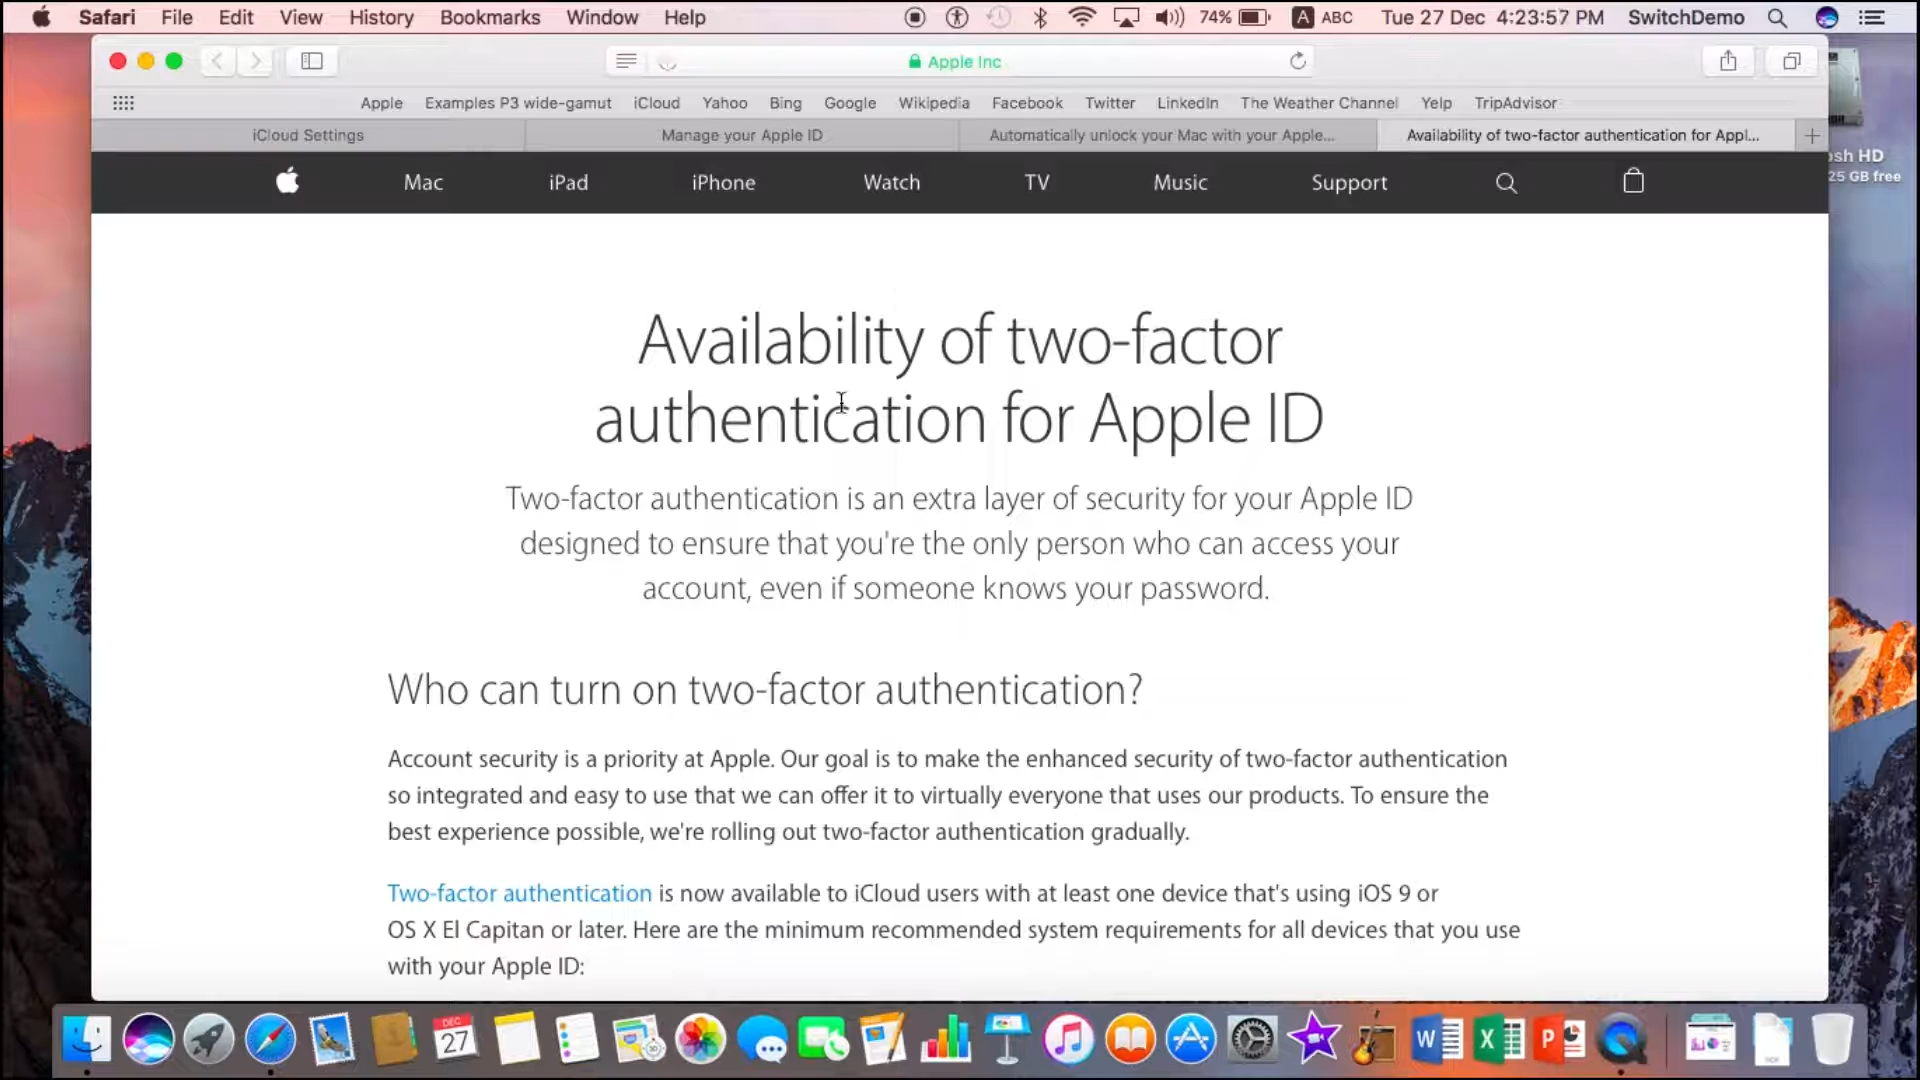 Safari File Edit View History Bookmarks Window Help 74% A ABC Tue 27 Dec 4:23:57 PM SwitchDemo
Apple Inc
Apple Examples P3 wide-gamut iCloud Yahoo Bing Google Wikipedia Facebook Twitter LinkedIn The Weather Channel Yelp TripAdvisor
iCloud Settings Manage your Apple ID Automatically unlock your Mac with your Apple... Availability of two-factor authentication for Appl...
osh HD
25 GB free
Mac iPad iPhone Watch TV Music Support
Availability of two-factor
authentication for Apple ID
Two-factor authentication is an extra layer of security for your Apple ID
designed to ensure that you're the only person who can access your
account, even if someone knows your password.
Who can turn on two-factor authentication?
Account security is a priority at Apple. Our goal is to make the enhanced security of two-factor authentication
so integrated and easy to use that we can offer it to virtually everyone that uses our products. To ensure the
best experience possible, we're rolling out two-factor authentication gradually.
Two-factor authentication is now available to iCloud users with at least one device that's using iOS 9 or
OS X El Capitan or later. Here are the minimum recommended system requirements for all devices that you use
with your Apple ID:
DEC
27
W X P